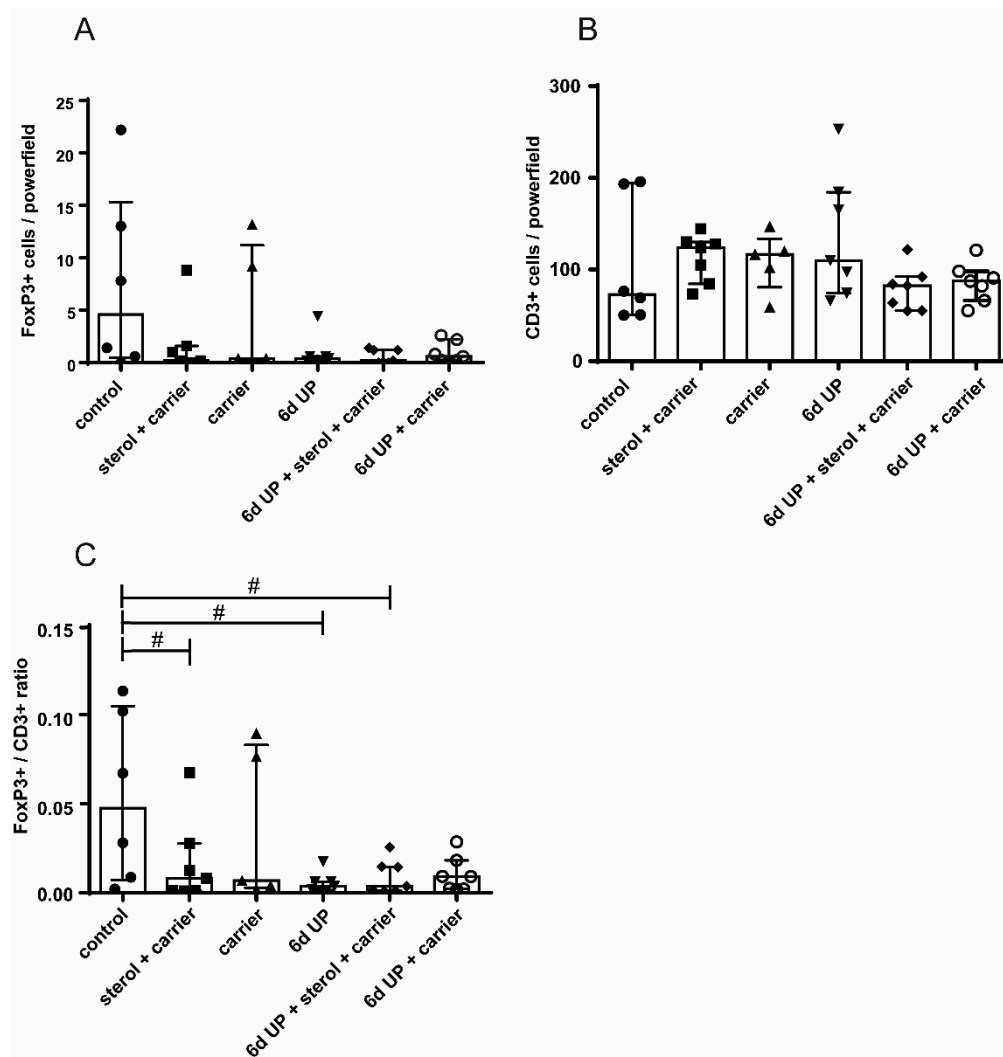 A
FoxP3+ cells / powerfield
25
20
15
10
5
0
control
sterol + carrier
carrier
6d UP
6d UP + sterol + carrier
6d UP + carrier
B
CD3+ cells / powerfield
300
200
100
0
control
sterol + carrier
carrier
6d UP
6d UP + sterol + carrier
6d UP + carrier
C
FoxP3+ / CD3+ ratio
#
#
#
0.15
0.10
0.05
0.00
control
sterol + carrier
carrier
6d UP
6d UP + sterol + carrier
6d UP + carrier